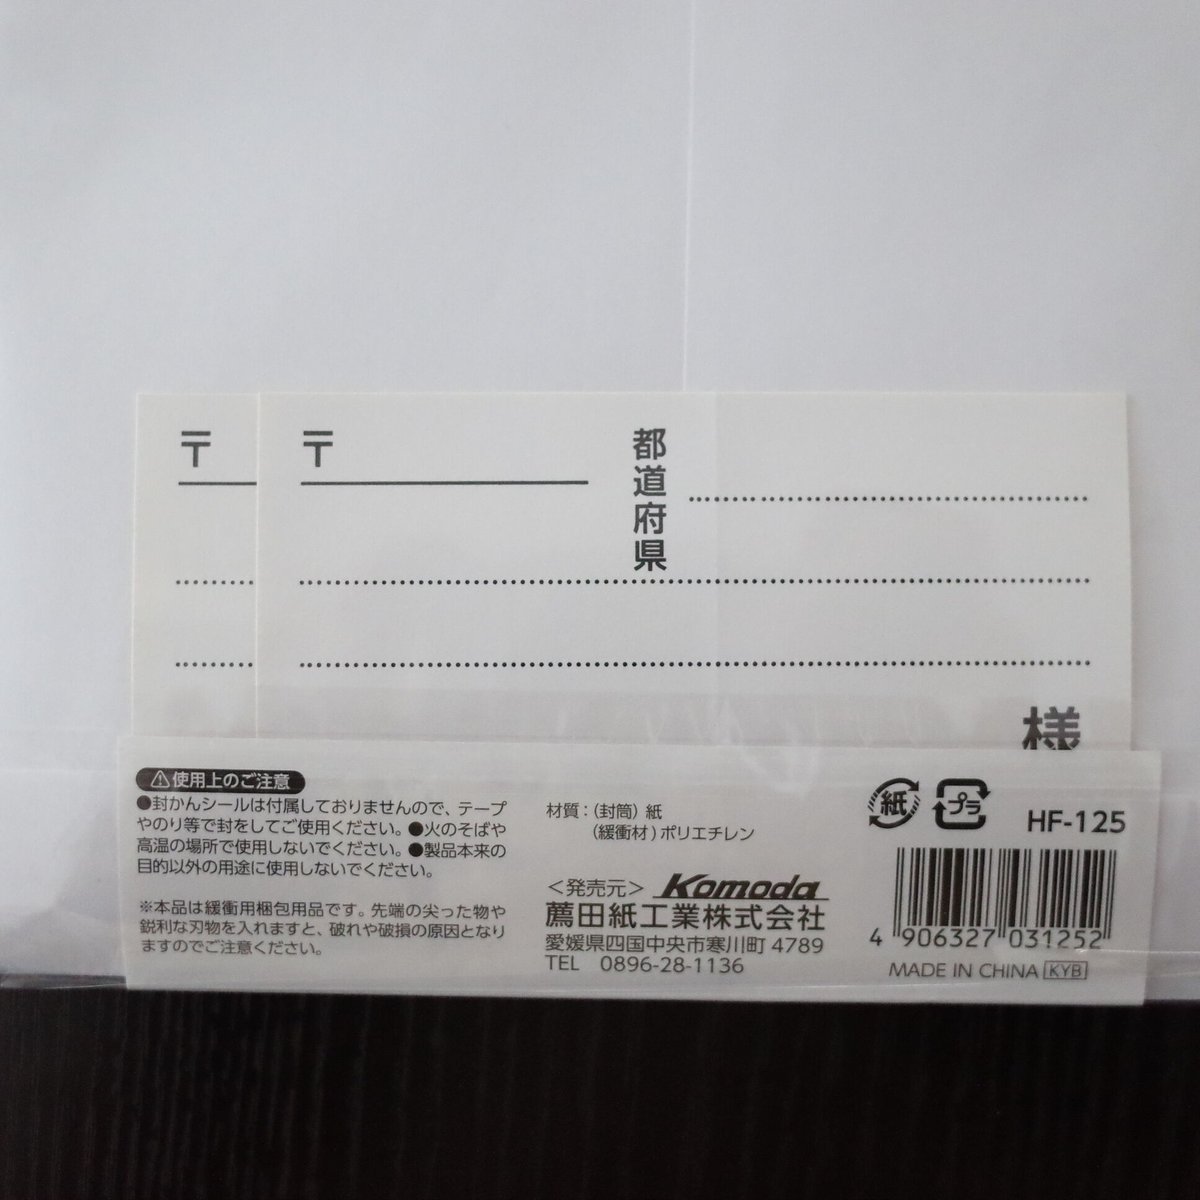 〒
〒
都道府県
様
⚠使用上のご注意
●封かんシールは付属しておりませんので、テープ
やのり等で封をしてご使用ください。●火のそばや
高温の場所で使用しないでください。●製品本来の
目的以外の用途に使用しないでください。
※本品は緩衝用梱包用品です。先端の尖った物や
鋭利な刃物を入れますと、破れや破損の原因となり
ますのでご注意ください。
材質：(封筒) 紙
(緩衝材) ポリエチレン
＜発売元＞ Komoda
薦田紙工業株式会社
愛媛県四国中央市寒川町 4789
TEL 0896-28-1136
紙
プラ
HF-125
4 906327 031252
MADE IN CHINA KYB